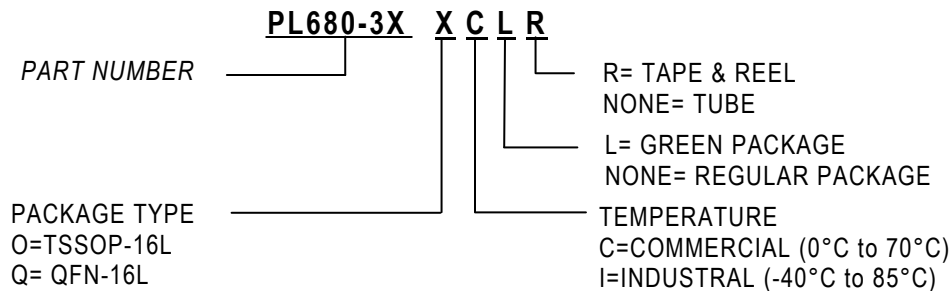 PL680-3X X C L R
PART NUMBER
R= TAPE & REEL
NONE= TUBE
L= GREEN PACKAGE
NONE= REGULAR PACKAGE
PACKAGE TYPE
O=TSSOP-16L
Q= QFN-16L
TEMPERATURE
C=COMMERCIAL (0°C to 70°C)
I=INDUSTRAL (-40°C to 85°C)